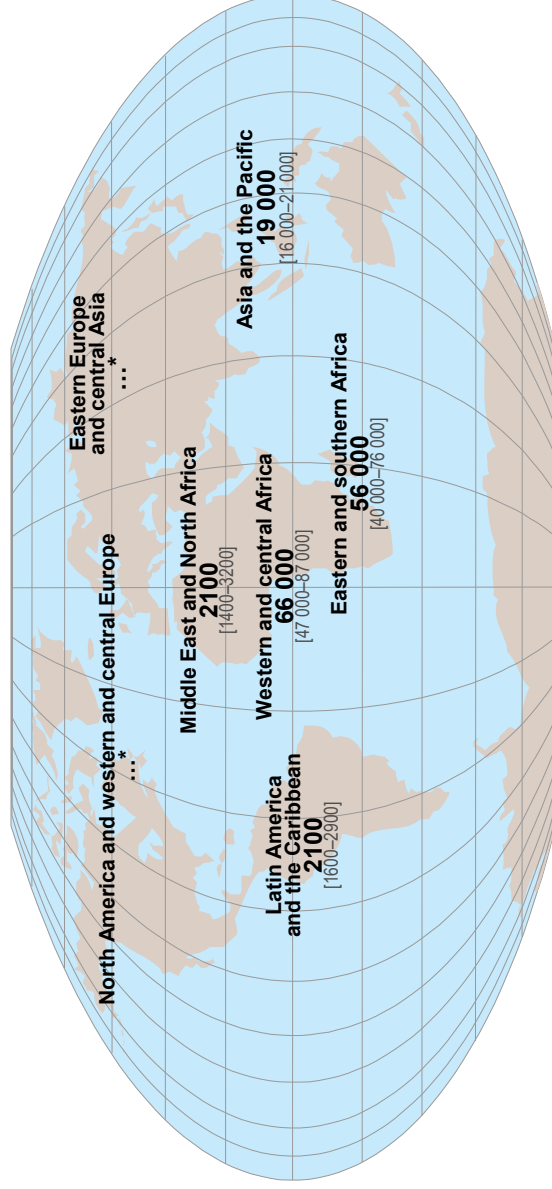 North America and western and central Europe
…*
Eastern Europe
and central Asia
…*
Middle East and North Africa
2100
[1400–3200]
Western and central Africa
66 000
[47 000–87 000]
Asia and the Pacific
19 000
[16 000–21 000]
Latin America
and the Caribbean
2100
[1600–2900]
Eastern and southern Africa
56 000
[40 000–76 000]